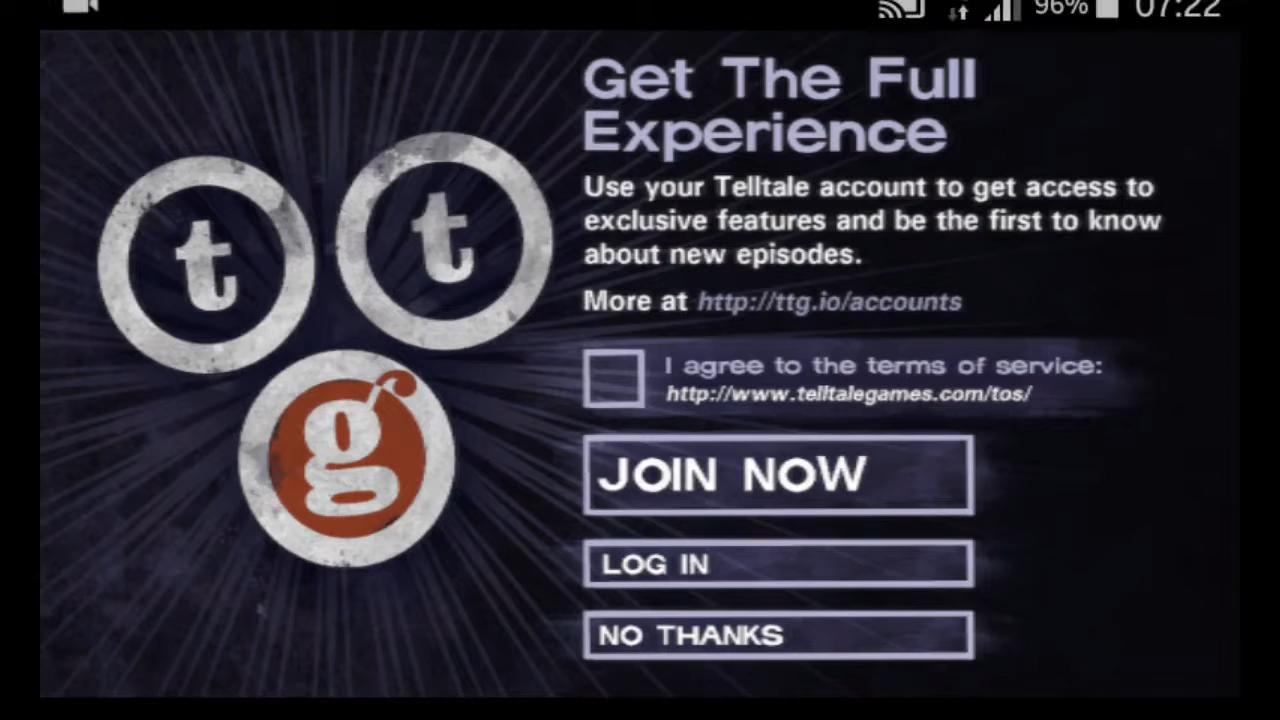 96% 07:22
Get The Full
Experience
Use your Telltale account to get access to
exclusive features and be the first to know
about new episodes.
More at http://ttg.io/accounts
I agree to the terms of service:
http://www.telltalegames.com/tos/
JOIN NOW
LOG IN
NO THANKS
t t
g